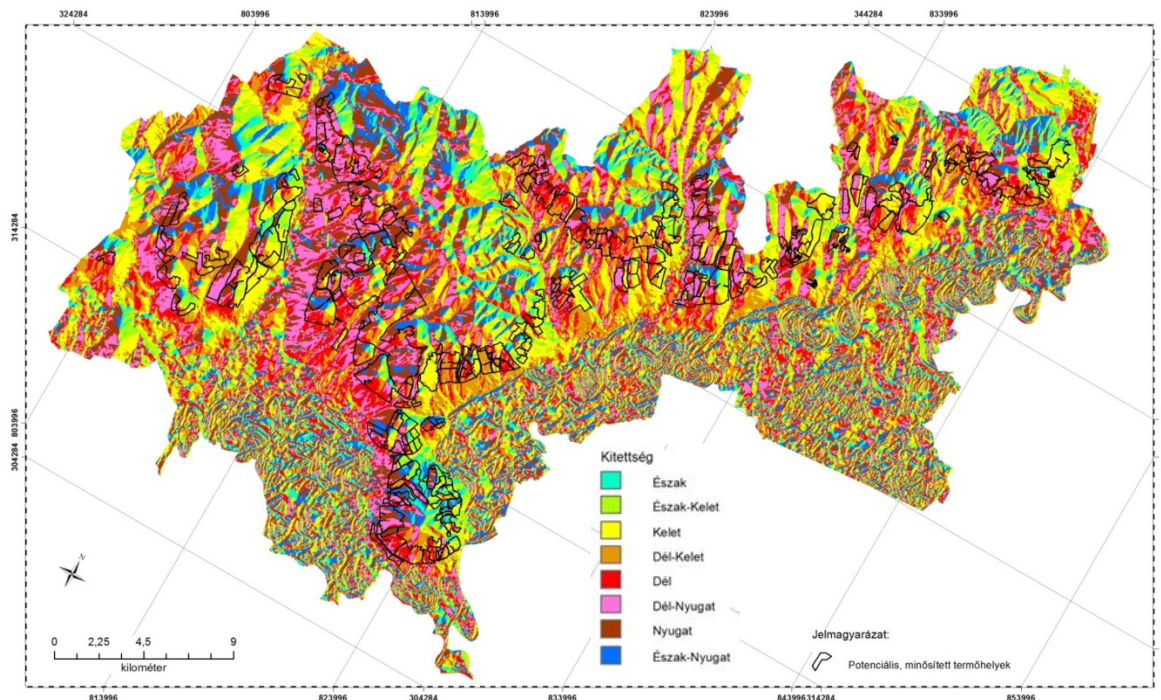 324284 803996 813996 823996 344284 833996
314284
803996
304284
Kitettség
Észak
Észak-Kelet
Kelet
Dél-Kelet
Dél
Dél-Nyugat
Nyugat
Észak-Nyugat
N
0 2,25 4,5 9
kilométer
Jelmagyarázat:
Potenciális, minősített termőhelyek
813996 823996 304284 833996 843996 314284 853996